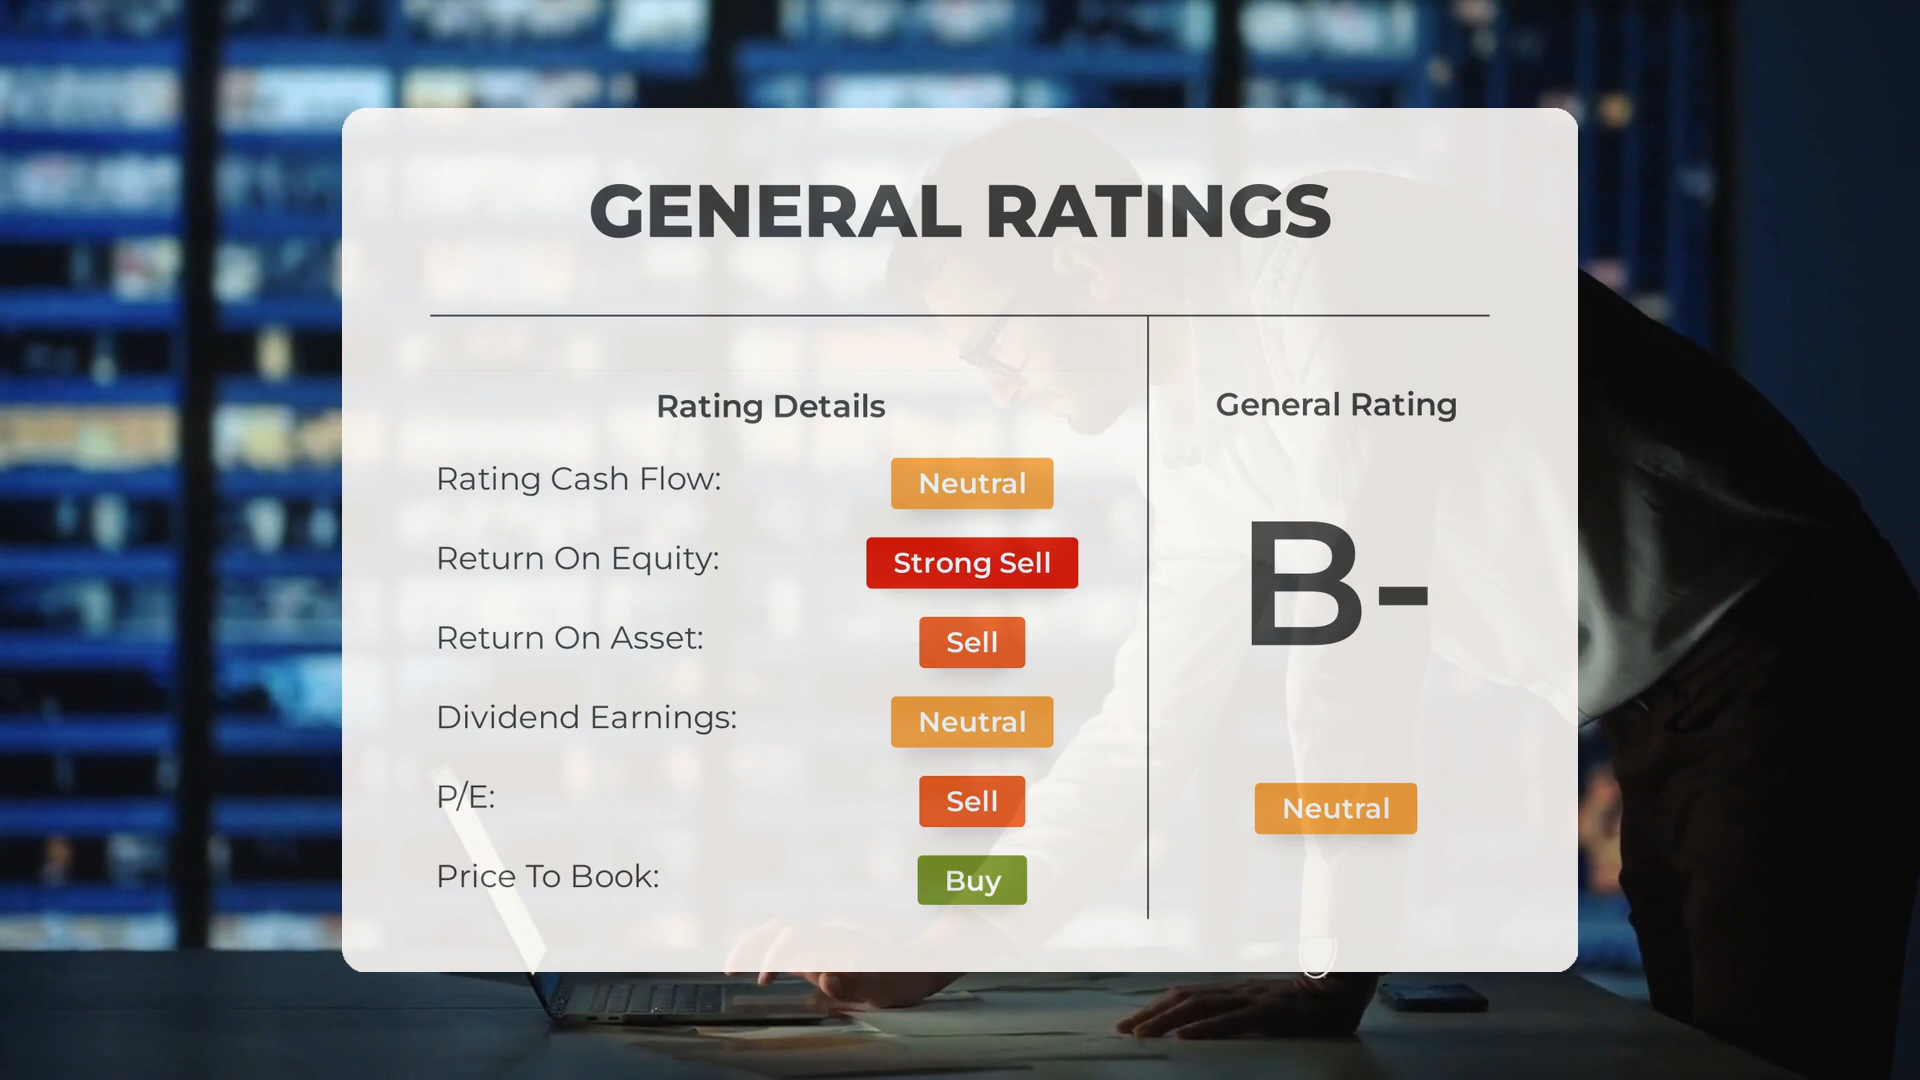 GENERAL RATINGS
Rating Details
Rating Cash Flow: Neutral
Return On Equity: Strong Sell
Return On Asset: Sell
Dividend Earnings: Neutral
P/E: Sell
Price To Book: Buy
General Rating
B-
Neutral